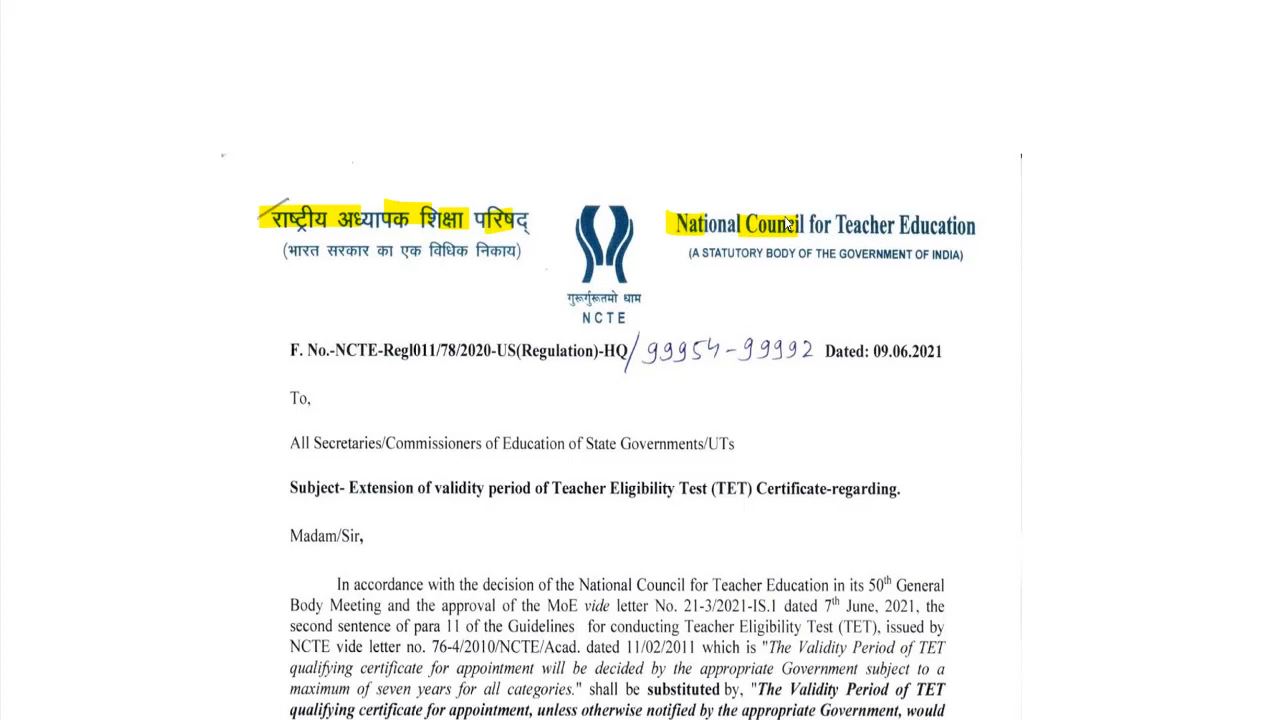 राष्ट्रीय अध्यापक शिक्षा परिषद्
(भारत सरकार का एक विधिक निकाय)
गुरूर्गुरूतमो धाम
NCTE
National Council for Teacher Education
(A STATUTORY BODY OF THE GOVERNMENT OF INDIA)
F. No.-NCTE-Regl011/78/2020-US(Regulation)-HQ/99954-99992 Dated: 09.06.2021
To,
All Secretaries/Commissioners of Education of State Governments/UTs
Subject- Extension of validity period of Teacher Eligibility Test (TET) Certificate-regarding.
Madam/Sir,
In accordance with the decision of the National Council for Teacher Education in its 50th General
Body Meeting and the approval of the MoE vide letter No. 21-3/2021-IS.1 dated 7th June, 2021, the
second sentence of para 11 of the Guidelines for conducting Teacher Eligibility Test (TET), issued by
NCTE vide letter no. 76-4/2010/NCTE/Acad. dated 11/02/2011 which is "The Validity Period of TET
qualifying certificate for appointment will be decided by the appropriate Government subject to a
maximum of seven years for all categories." shall be substituted by, "The Validity Period of TET
qualifying certificate for appointment, unless otherwise notified by the appropriate Government, would